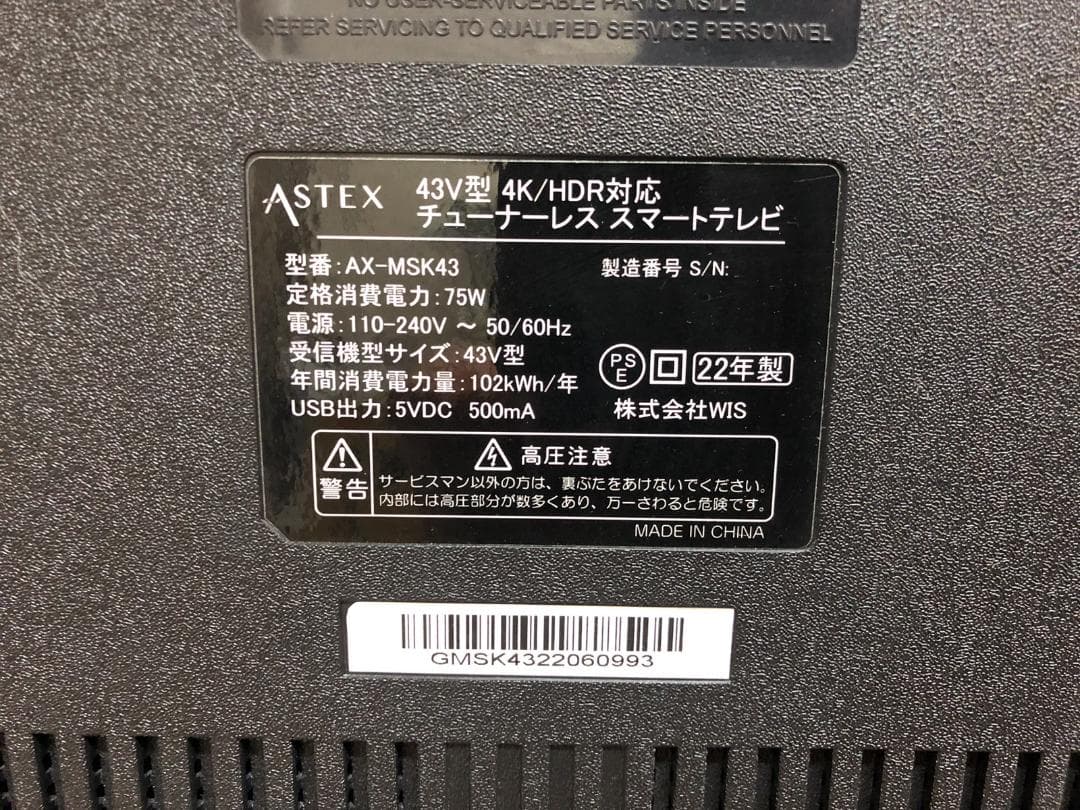 NO USER-SERVICEABLE PARTS INSIDE
REFER SERVICING TO QUALIFIED SERVICE PERSONNEL
ASTEX
43V型 4K/HDR対応
チューナーレス スマートテレビ
型番:AX-MSK43
製造番号 S/N:
定格消費電力:75W
電源:110-240V ～ 50/60Hz
受信機型サイズ:43V型
年間消費電力量:102kWh/年
USB出力:5VDC 500mA
PSE
22年製
株式会社WIS
警告
高圧注意
サービスマン以外の方は、裏ぶたをあけないでください。
内部には高圧部分が数多くあり、万一さわると危険です。
MADE IN CHINA
GMSK4322060993